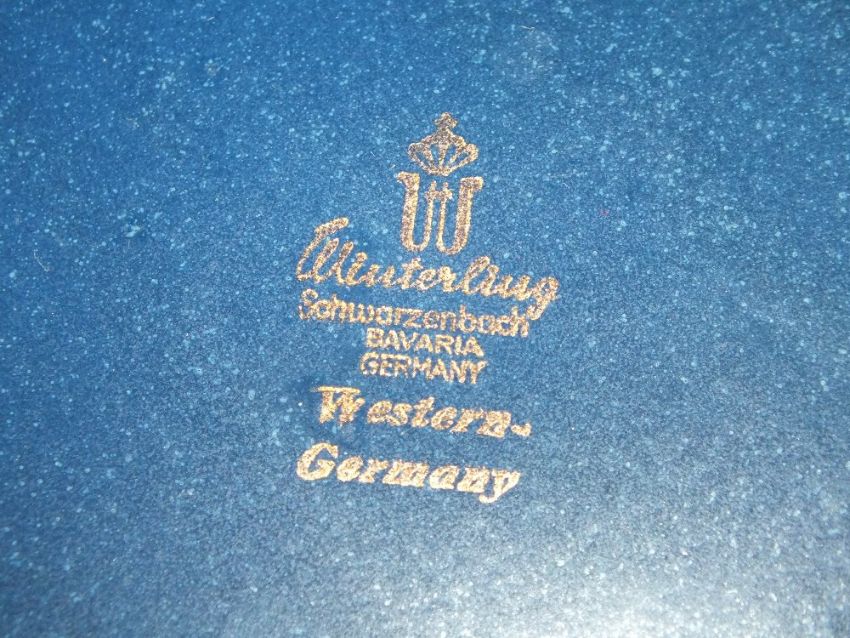 Winterling
Schwarzenbach
BAVARIA
GERMANY
Western-
Germany